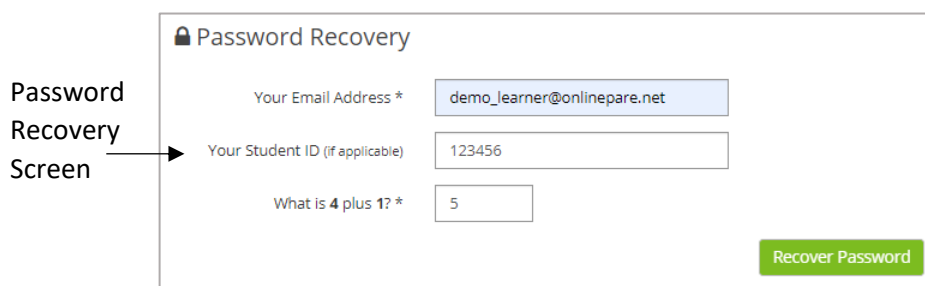 Password Recovery
Password
Recovery
Screen
Your Email Address * demo_learner@onlinepare.net
Your Student ID (if applicable) 123456
What is 4 plus 1? * 5
Recover Password